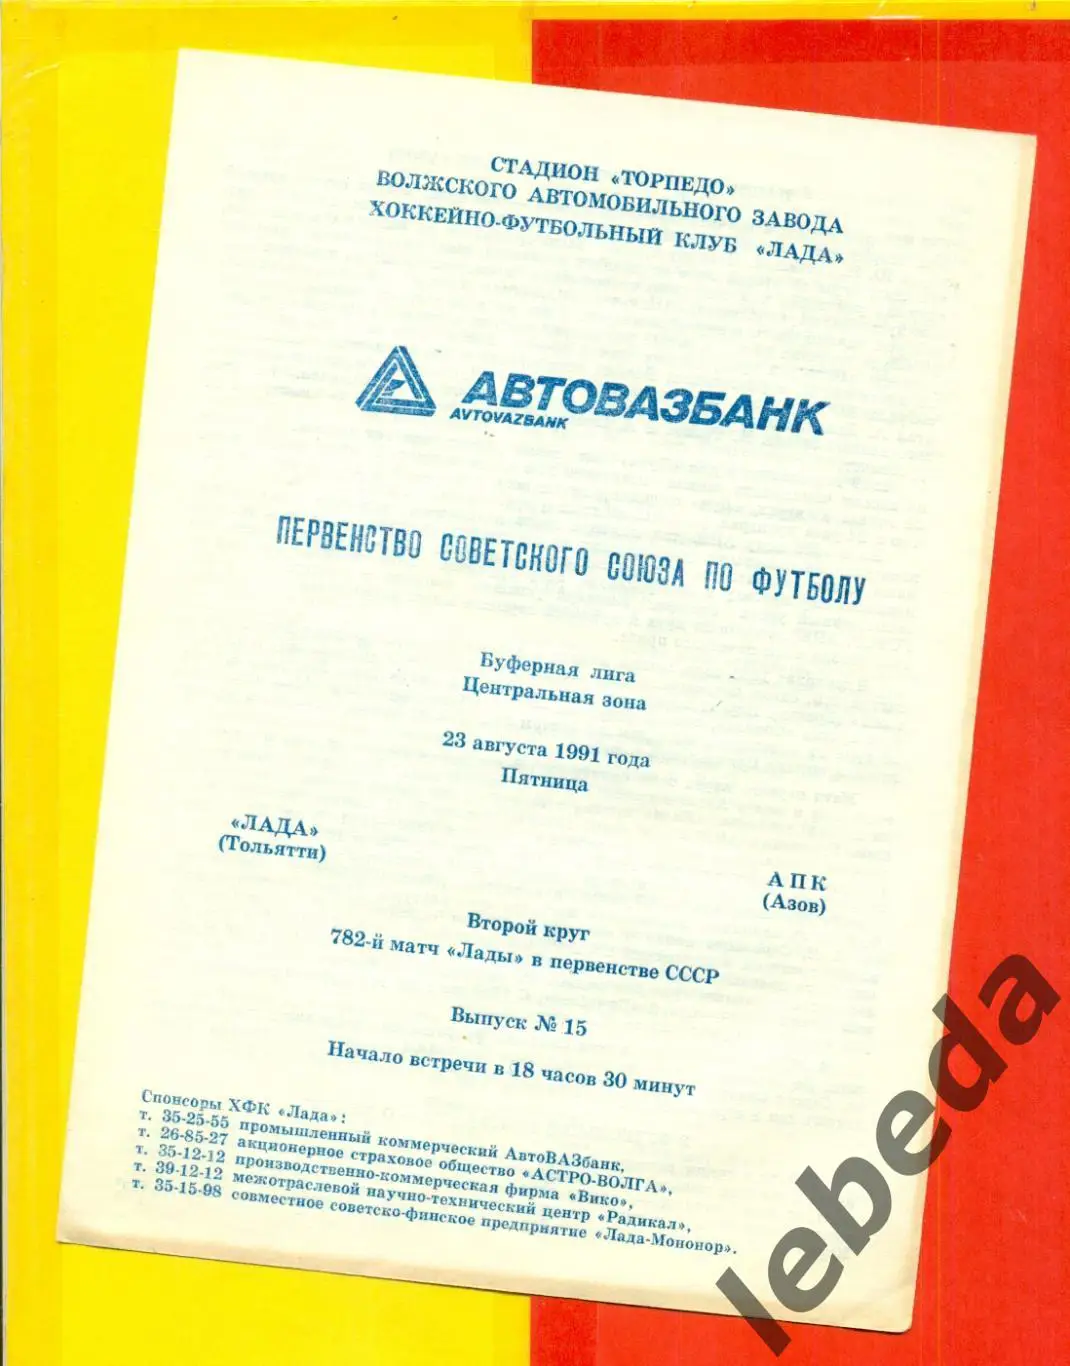 СТАДИОН «ТОРПЕДО»
ВОЛЖСКОГО АВТОМОБИЛЬНОГО ЗАВОДА
ХОККЕЙНО-ФУТБОЛЬНЫЙ КЛУБ «ЛАДА»
АВТОВАЗБАНК
AVTOVAZBANK
ПЕРВЕНСТВО СОВЕТСКОГО СОЮЗА ПО ФУТБОЛУ
Буферная лига
Центральная зона
23 августа 1991 года
Пятница
«ЛАДА»
(Тольятти)
АПК
(Азов)
Второй круг
782-й матч «Лады» в первенстве СССР
Выпуск № 15
Начало встречи в 18 часов 30 минут
Спонсоры ХФК «Лада»:
т. 35-25-55 промышленный коммерческий АвтоВАЗбанк,
т. 26-85-27 акционерное страховое общество «АСТРО-ВОЛГА»,
т. 35-12-12 производственно-коммерческая фирма «Вико»,
т. 39-12-12 межотраслевой научно-технический центр «Радикал»,
т. 35-15-98 совместное советско-финское предприятие «Лада-Мононор».
lebeda